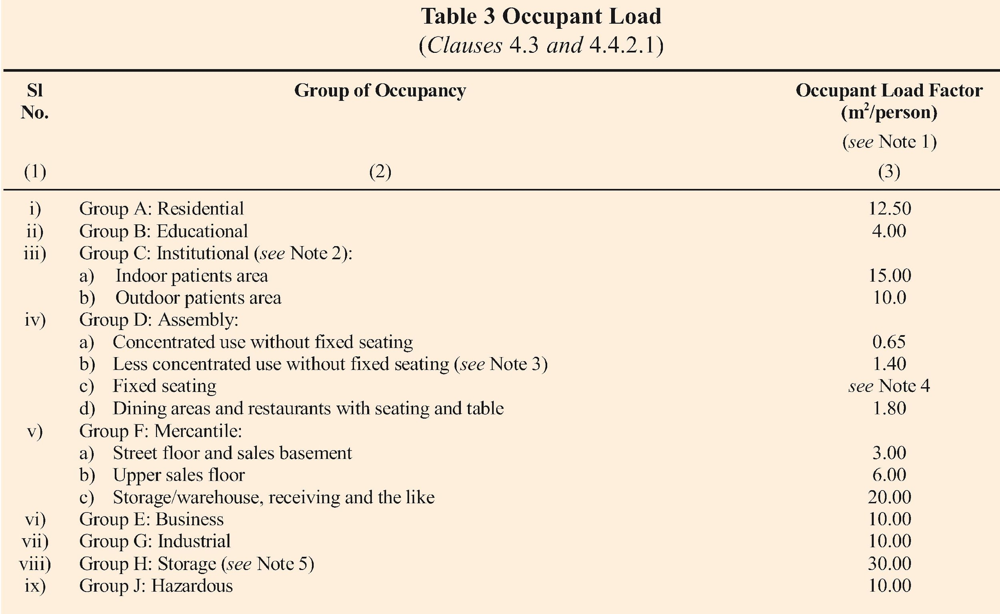 Table 3 Occupant Load
(Clauses 4.3 and 4.4.2.1)
Sl No. Group of Occupancy Occupant Load Factor (m²/person)
(see Note 1)
(1) (2) (3)
i) Group A: Residential 12.50
ii) Group B: Educational 4.00
iii) Group C: Institutional (see Note 2):
a) Indoor patients area 15.00
b) Outdoor patients area 10.0
iv) Group D: Assembly:
a) Concentrated use without fixed seating 0.65
b) Less concentrated use without fixed seating (see Note 3) 1.40
c) Fixed seating see Note 4
d) Dining areas and restaurants with seating and table 1.80
v) Group F: Mercantile:
a) Street floor and sales basement 3.00
b) Upper sales floor 6.00
c) Storage/warehouse, receiving and the like 20.00
vi) Group E: Business 10.00
vii) Group G: Industrial 10.00
viii) Group H: Storage (see Note 5) 30.00
ix) Group J: Hazardous 10.00